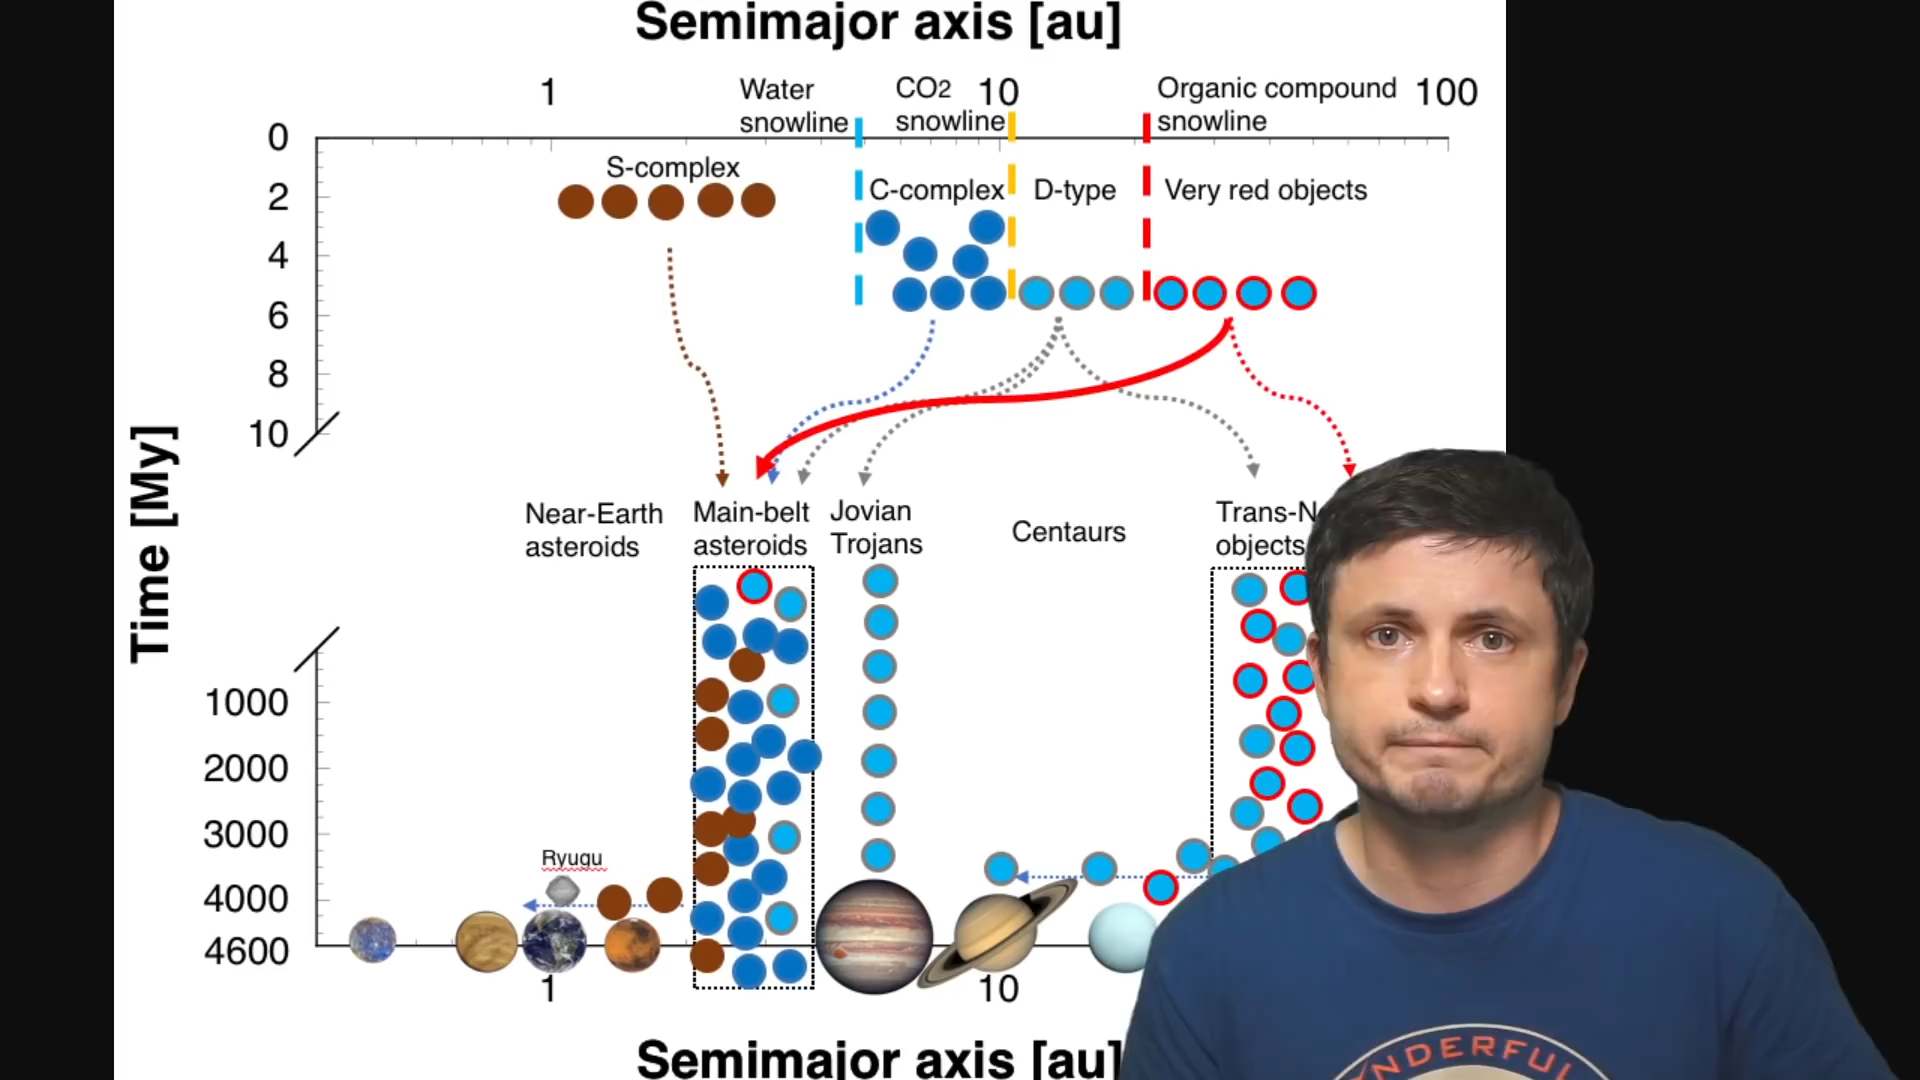 Semimajor axis [au]
1
Water
snowline
CO2
snowline
10
Organic compound
snowline
100
0
2
4
6
8
10
S-complex
C-complex
D-type
Very red objects
Time [My]
Near-Earth
asteroids
Main-belt
asteroids
Jovian
Trojans
Centaurs
objects
1000
2000
3000
4000
4600
Ryugu
1
10
Semimajor axis [au]